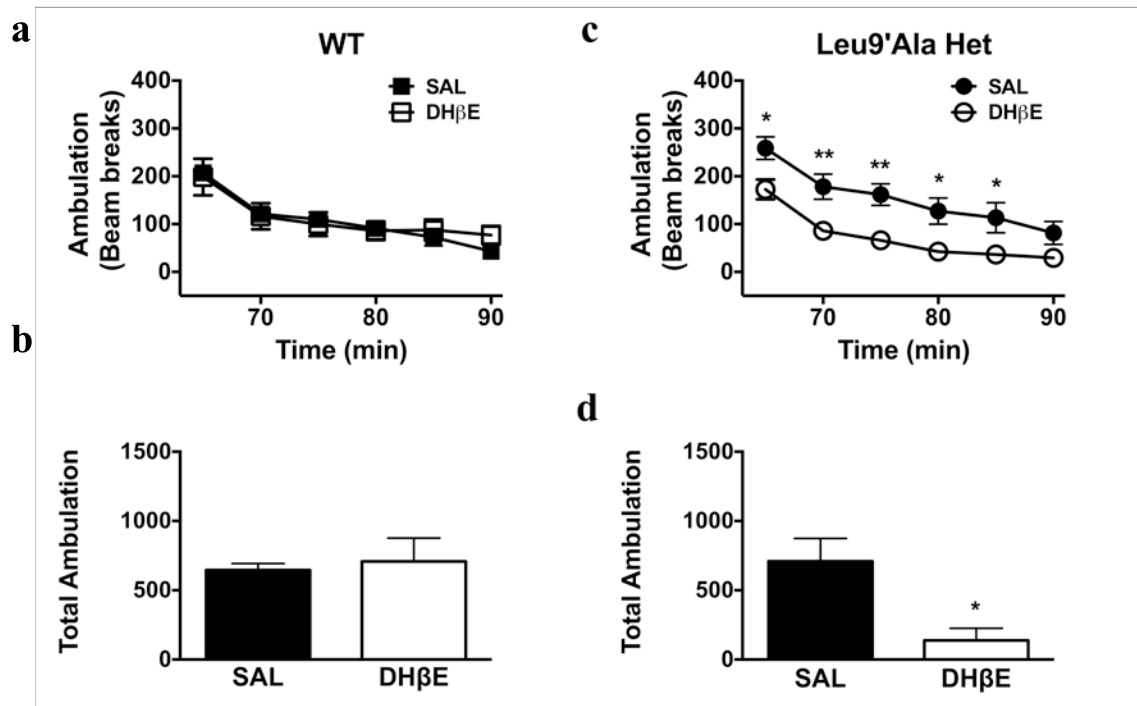 a
WT
Ambulation
(Beam breaks)
400
300
200
100
0
SAL
DHβE
70
80
90
Time (min)
c
Leu9'Ala Het
Ambulation
(Beam breaks)
400
300
200
100
0
SAL
DHβE
*
**
**
*
*
70
80
90
Time (min)
b
Total Ambulation
1500
1000
500
0
SAL
DHβE
d
Total Ambulation
1500
1000
500
0
*
SAL
DHβE